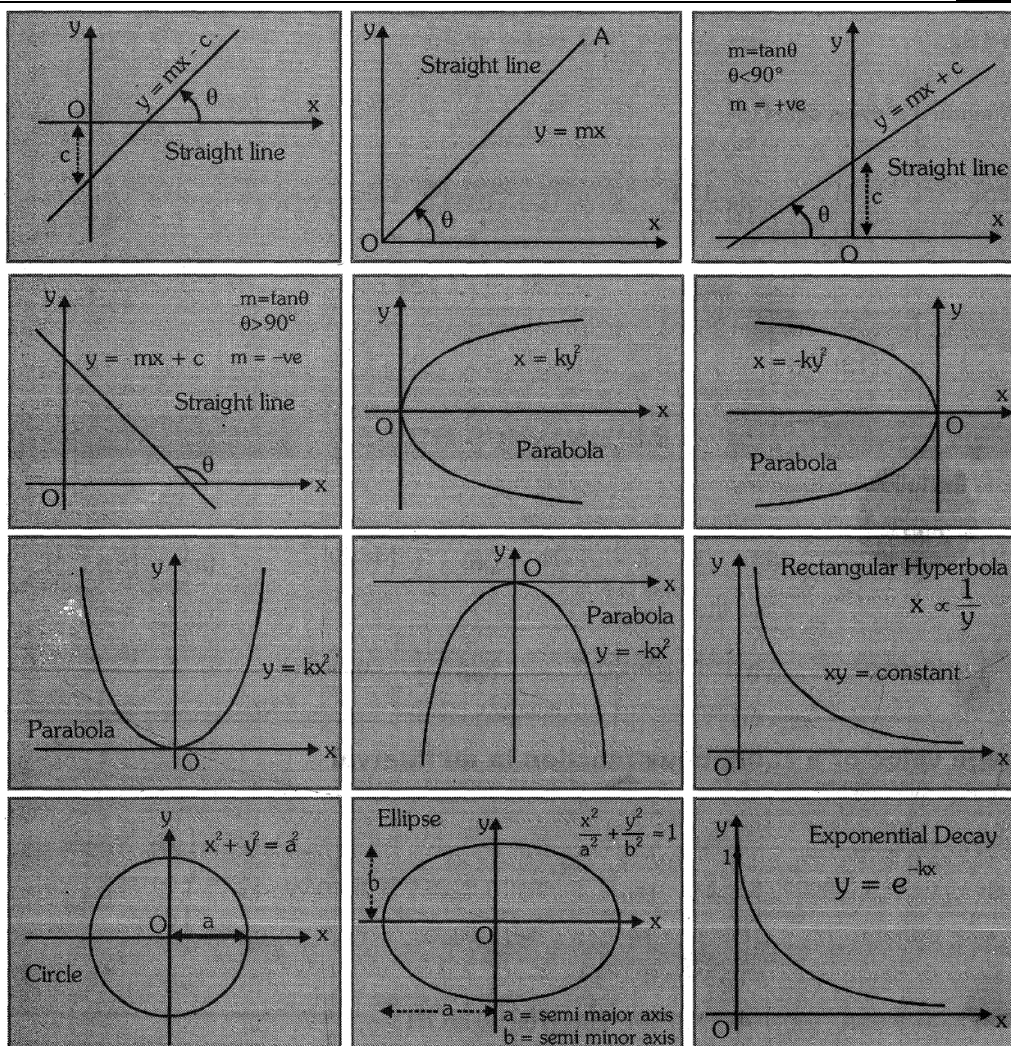 y
y = mx - c
θ
O
x
c
Straight line
y
A
Straight line
y = mx
θ
x
O
m=tanθ
θ<90°
m = +ve
y
y = mx + c
Straight line
c
θ
x
O
y
m=tanθ
θ>90°
y = mx + c m = -ve
Straight line
θ
O
x
y
x = ky²
x
O
Parabola
y
x = -ky²
x
O
Parabola
y
y = kx²
Parabola
x
O
y
O
x
Parabola
y = -kx²
y
Rectangular Hyperbola
x ∝ 1/y
xy = constant
x
O
y
x² + y² = a²
O
a
x
Circle
Ellipse
y
x²/a² + y²/b² = 1
b
x
O
a
a = semi major axis
b = semi minor axis
y
1
Exponential Decay
y = e^-kx
O
x